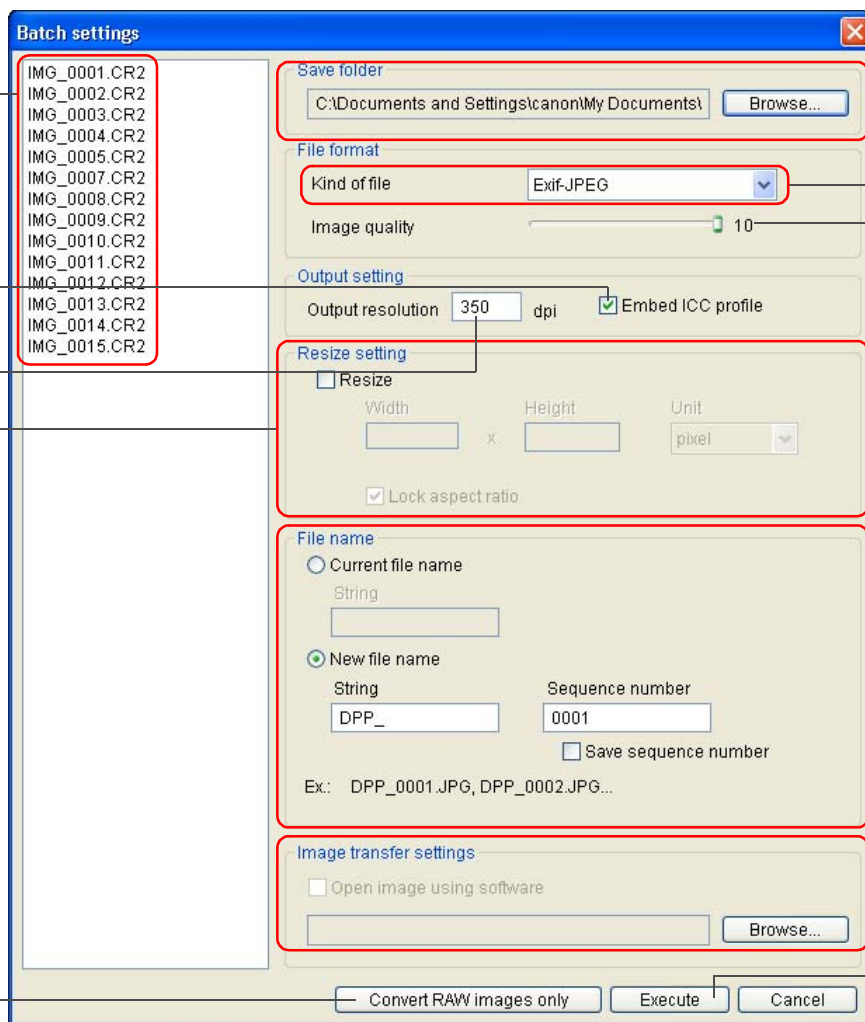 Batch settings
IMG_0001.CR2
IMG_0002.CR2
IMG_0003.CR2
IMG_0004.CR2
IMG_0005.CR2
IMG_0007.CR2
IMG_0008.CR2
IMG_0009.CR2
IMG_0010.CR2
IMG_0011.CR2
IMG_0012.CR2
IMG_0013.CR2
IMG_0014.CR2
IMG_0015.CR2
Save folder
C:\Documents and Settings\canon\My Documents\ Browse...
File format
Kind of file Exif-JPEG
Image quality 10
Output setting
Output resolution 350 dpi Embed ICC profile
Resize setting
Resize
Width Height Unit
x pixel
Lock aspect ratio
File name
Current file name
String
New file name
String Sequence number
DPP_ 0001
Save sequence number
Ex.: DPP_0001.JPG, DPP_0002.JPG...
Image transfer settings
Open image using software
Browse...
Convert RAW images only Execute Cancel